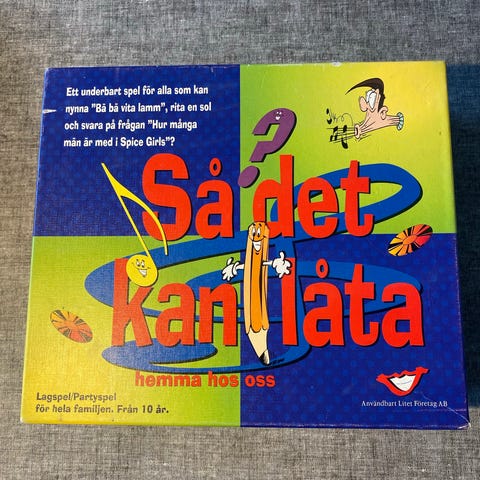 Ett underbart spel för alla som kan
nynna "Bä bä vita lamm", rita en sol
och svara på frågan "Hur många
män är med i Spice Girls"?
Så det
kan låta
hemma hos oss
Lagspel/Partyspel
för hela familjen. Från 10 år.
Användbart Litet Företag AB